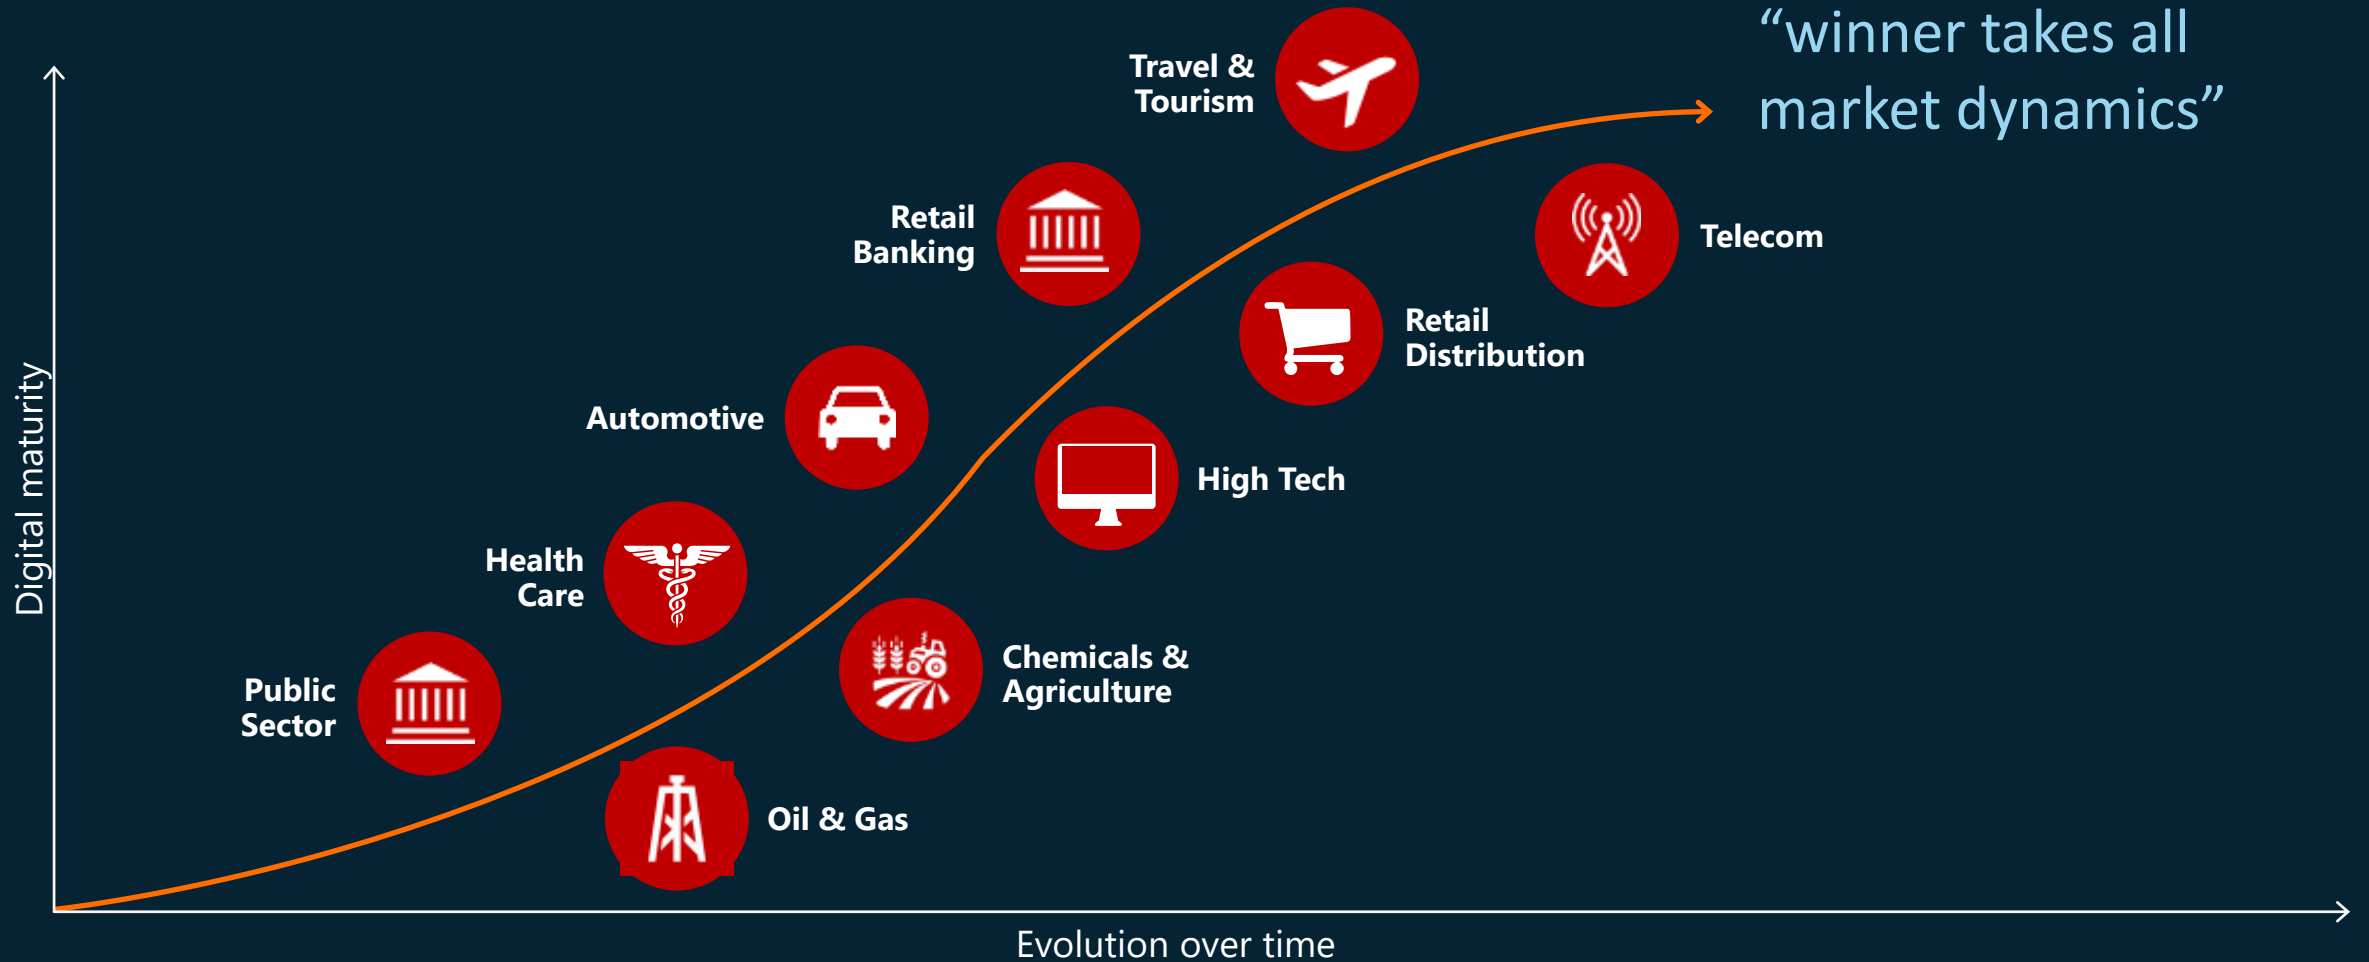 “winner takes all
market dynamics”
Travel &
Tourism
Retail
Banking
Telecom
Retail
Distribution
Automotive
High Tech
Health
Care
Chemicals &
Agriculture
Public
Sector
Oil & Gas
Digital maturity
Evolution over time